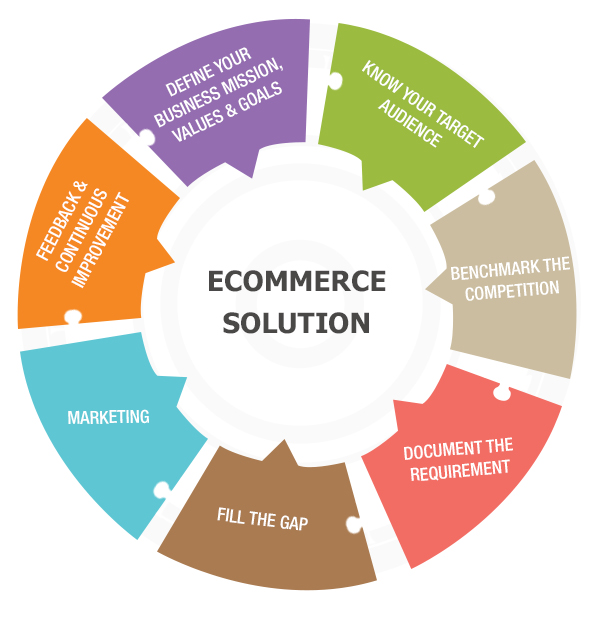 DEFINE YOUR
BUSINESS MISSION,
VALUES & GOALS
KNOW YOUR TARGET
AUDIENCE
BENCHMARK THE
COMPETITION
DOCUMENT THE
REQUIREMENT
FILL THE GAP
MARKETING
FEEDBACK &
CONTINUOUS
IMPROVEMENT
ECOMMERCE
SOLUTION